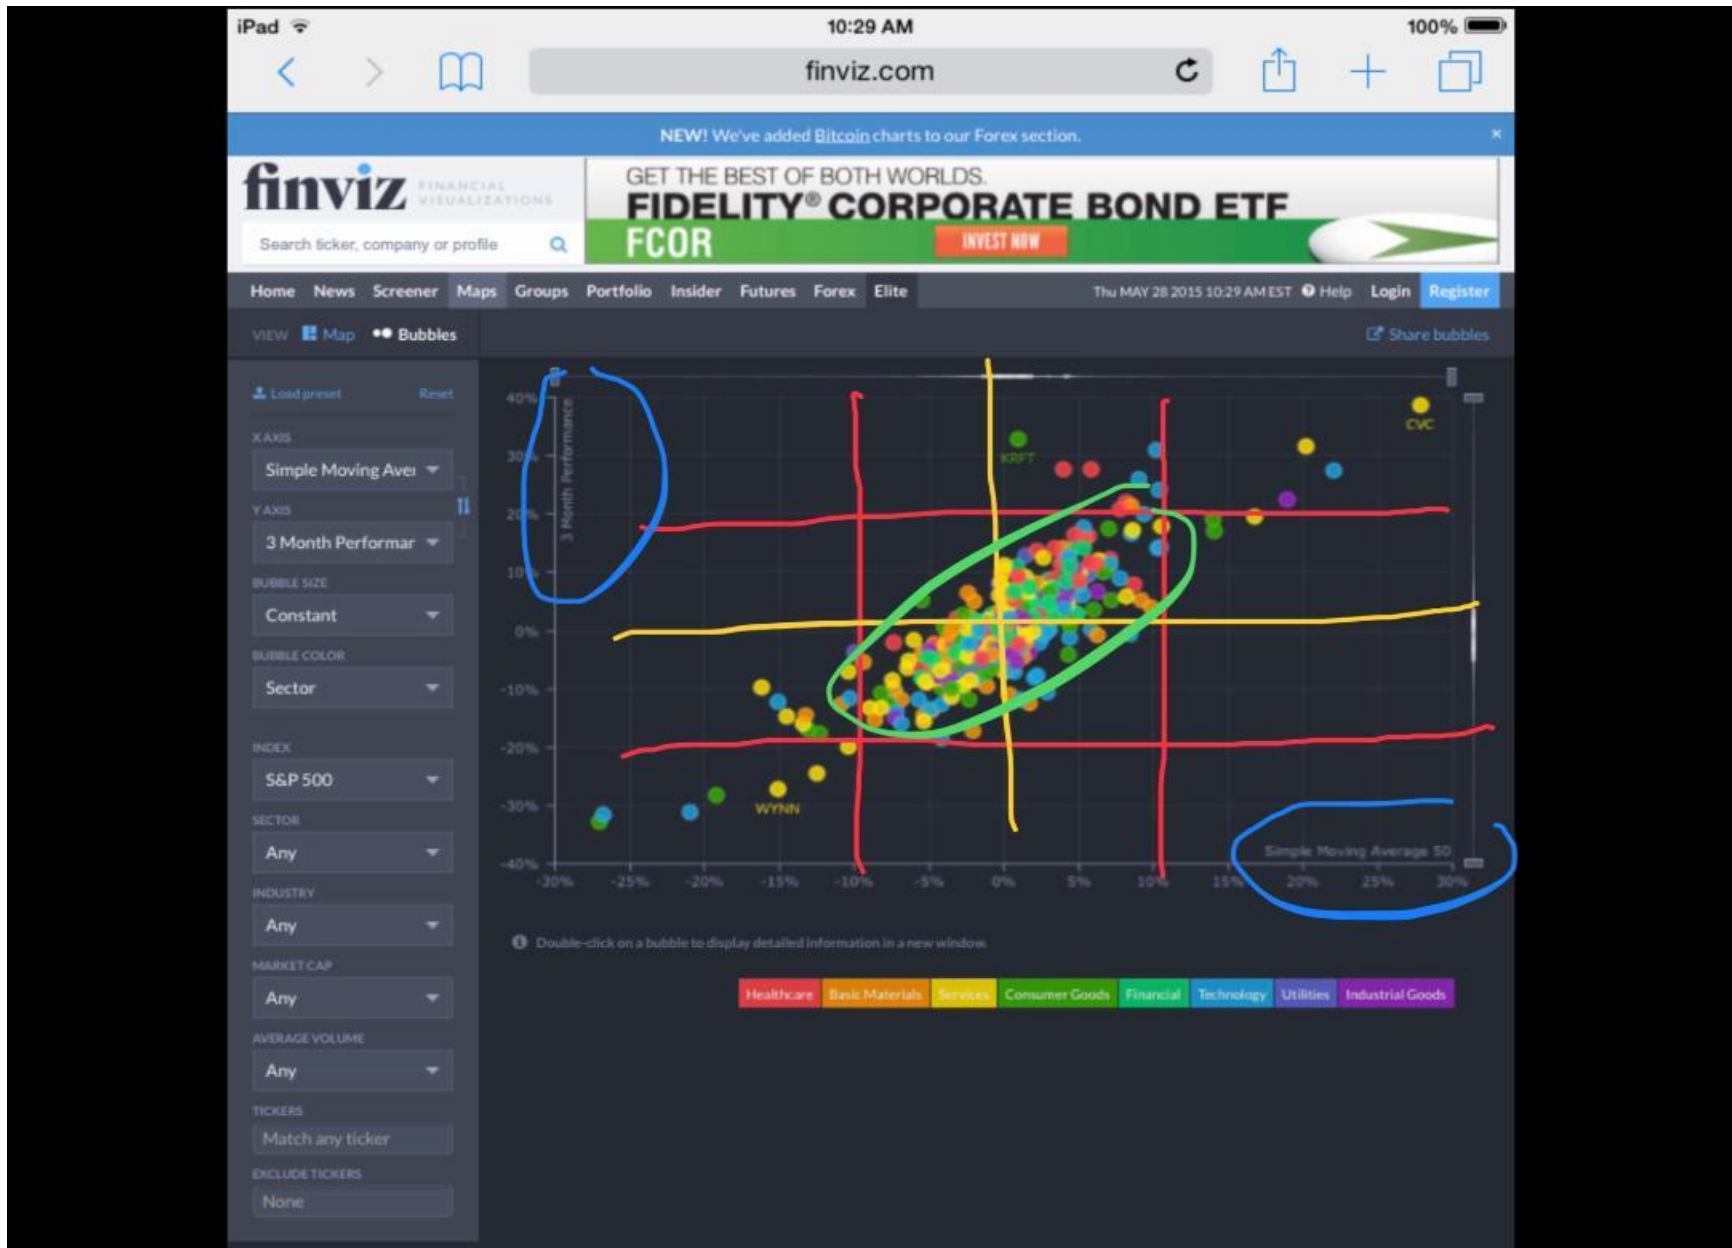 iPad 10:29 AM 100%
finviz.com
NEW! We've added Bitcoin charts to our Forex section. ×
finviz FINANCIAL
VISUALIZATIONS
GET THE BEST OF BOTH WORLDS.
FIDELITY® CORPORATE BOND ETF
FCOR INVEST NOW
Search ticker, company or profile
Home News Screener Maps Groups Portfolio Insider Futures Forex Elite Thu MAY 28 2015 10:29 AM EST Help Login Register
VIEW Map Bubbles Share bubbles
Load preset Reset
X AXIS
Simple Moving Aver
Y AXIS
3 Month Performar
BUBBLE SIZE
Constant
BUBBLE COLOR
Sector
INDEX
S&P 500
SECTOR
Any
INDUSTRY
Any
MARKET CAP
Any
AVERAGE VOLUME
Any
TICKERS
Match any ticker
EXCLUDE TICKERS
None
3 Month Performance
40%
30%
20%
10%
0%
-10%
-20%
-30%
-40%
CVC
KRFT
WYNN
Simple Moving Average 50
-30% -25% -20% -15% -10% -5% 0% 5% 10% 15% 20% 25% 30%
Double-click on a bubble to display detailed information in a new window.
Healthcare Basic Materials Services Consumer Goods Financial Technology Utilities Industrial Goods